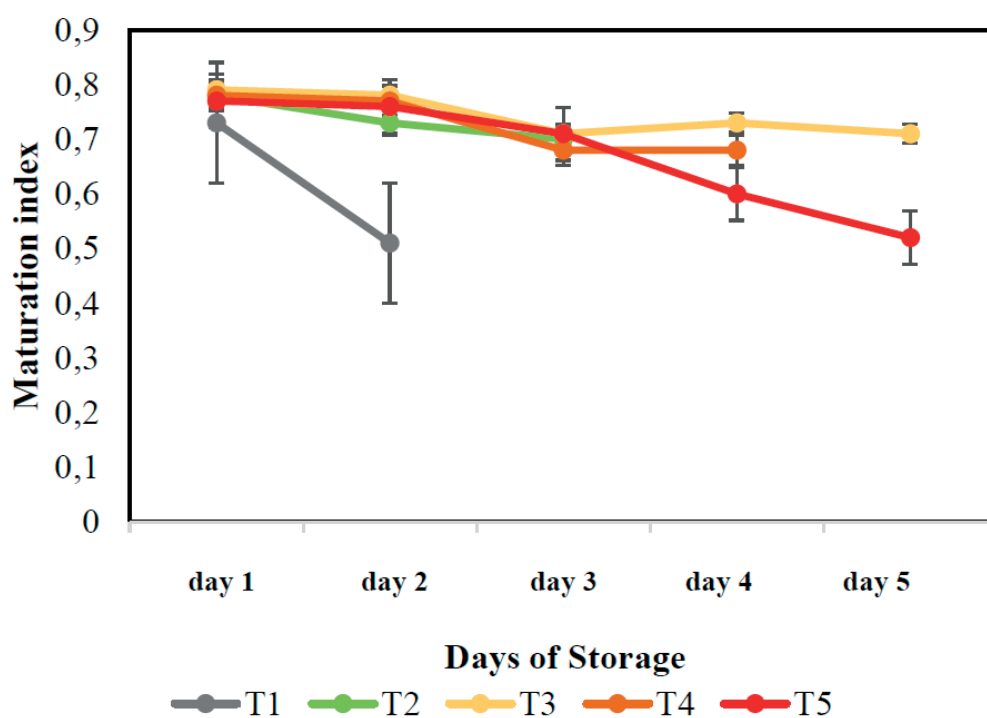 0,9
0,8
0,7
0,6
0,5
0,4
0,3
0,2
0,1
0
Maturation index
day 1 day 2 day 3 day 4 day 5
Days of Storage
T1 T2 T3 T4 T5